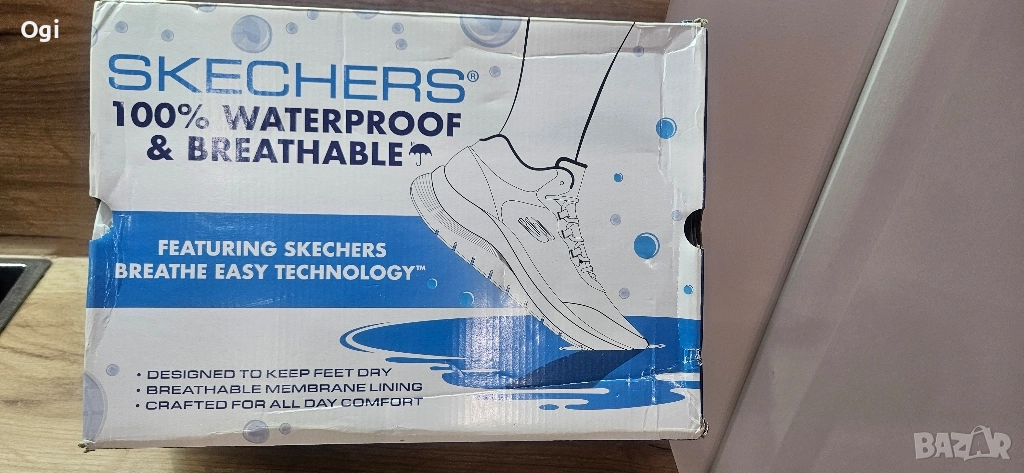 Ogi
SKECHERS®
100% WATERPROOF
& BREATHABLE
FEATURING SKECHERS
BREATHE EASY TECHNOLOGY™
• DESIGNED TO KEEP FEET DRY
• BREATHABLE MEMBRANE LINING
• CRAFTED FOR ALL DAY COMFORT
BAZAR